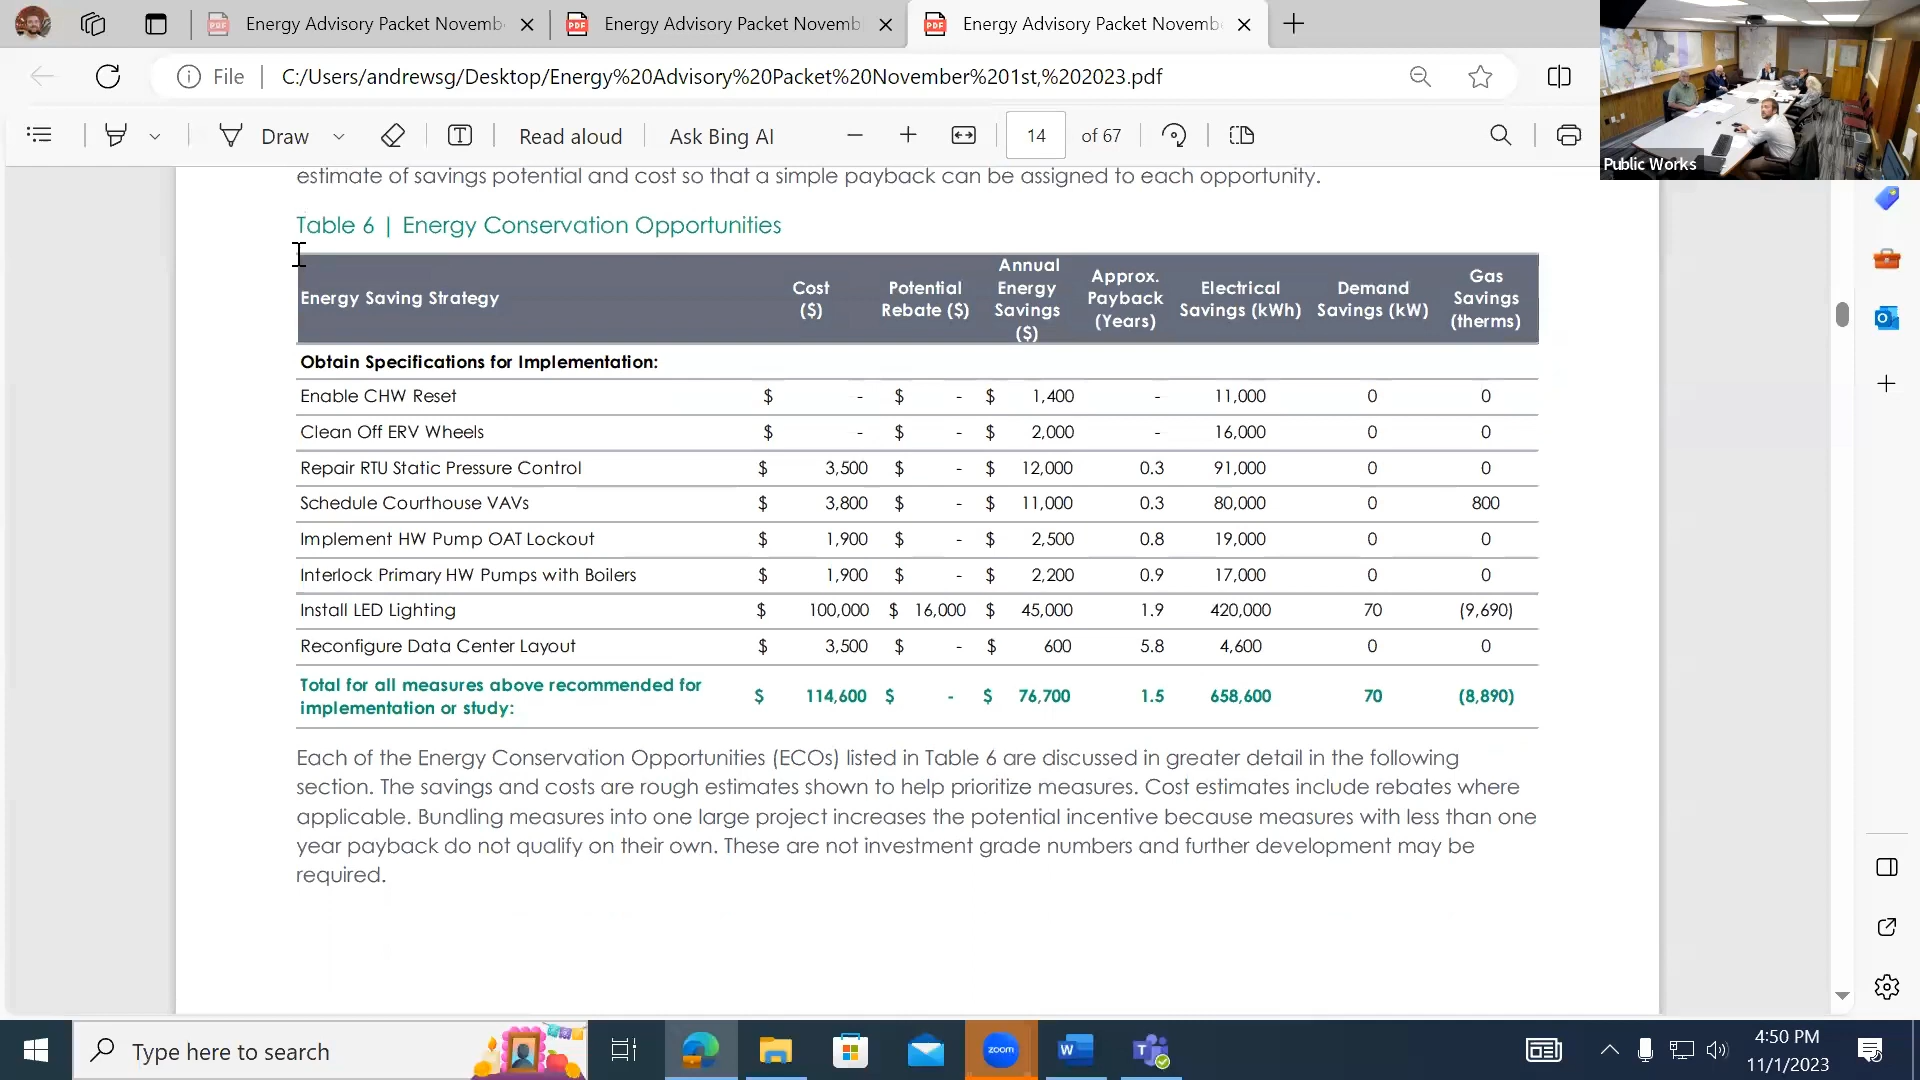 Energy Advisory Packet Novemb
Energy Advisory Packet Novemb
Energy Advisory Packet Novemb
File
C:/Users/andrewsg/Desktop/Energy%20Advisory%20Packet%20November%201st,%202023.pdf
Draw
Read aloud
Ask Bing AI
14
of 67
Public Works
estimate of savings potential and cost so that a simple payback can be assigned to each opportunity.
Table 6 | Energy Conservation Opportunities
Energy Saving Strategy Cost ($) Potential Rebate ($) Annual Energy Savings ($) Approx. Payback (Years) Electrical Savings (kWh) Demand Savings (kW) Gas Savings (therms)
Obtain Specifications for Implementation:
Enable CHW Reset $ - $ - $ 1,400 - 11,000 0 0
Clean Off ERV Wheels $ - $ - $ 2,000 - 16,000 0 0
Repair RTU Static Pressure Control $ 3,500 $ - $ 12,000 0.3 91,000 0 0
Schedule Courthouse VAVs $ 3,800 $ - $ 11,000 0.3 80,000 0 800
Implement HW Pump OAT Lockout $ 1,900 $ - $ 2,500 0.8 19,000 0 0
Interlock Primary HW Pumps with Boilers $ 1,900 $ - $ 2,200 0.9 17,000 0 0
Install LED Lighting $ 100,000 $ 16,000 $ 45,000 1.9 420,000 70 (9,690)
Reconfigure Data Center Layout $ 3,500 $ - $ 600 5.8 4,600 0 0
Total for all measures above recommended for
implementation or study: $ 114,600 $ - $ 76,700 1.5 658,600 70 (8,890)
Each of the Energy Conservation Opportunities (ECOs) listed in Table 6 are discussed in greater detail in the following
section. The savings and costs are rough estimates shown to help prioritize measures. Cost estimates include rebates where
applicable. Bundling measures into one large project increases the potential incentive because measures with less than one
year payback do not qualify on their own. These are not investment grade numbers and further development may be
required.
Type here to search
zoom
4:50 PM
11/1/2023